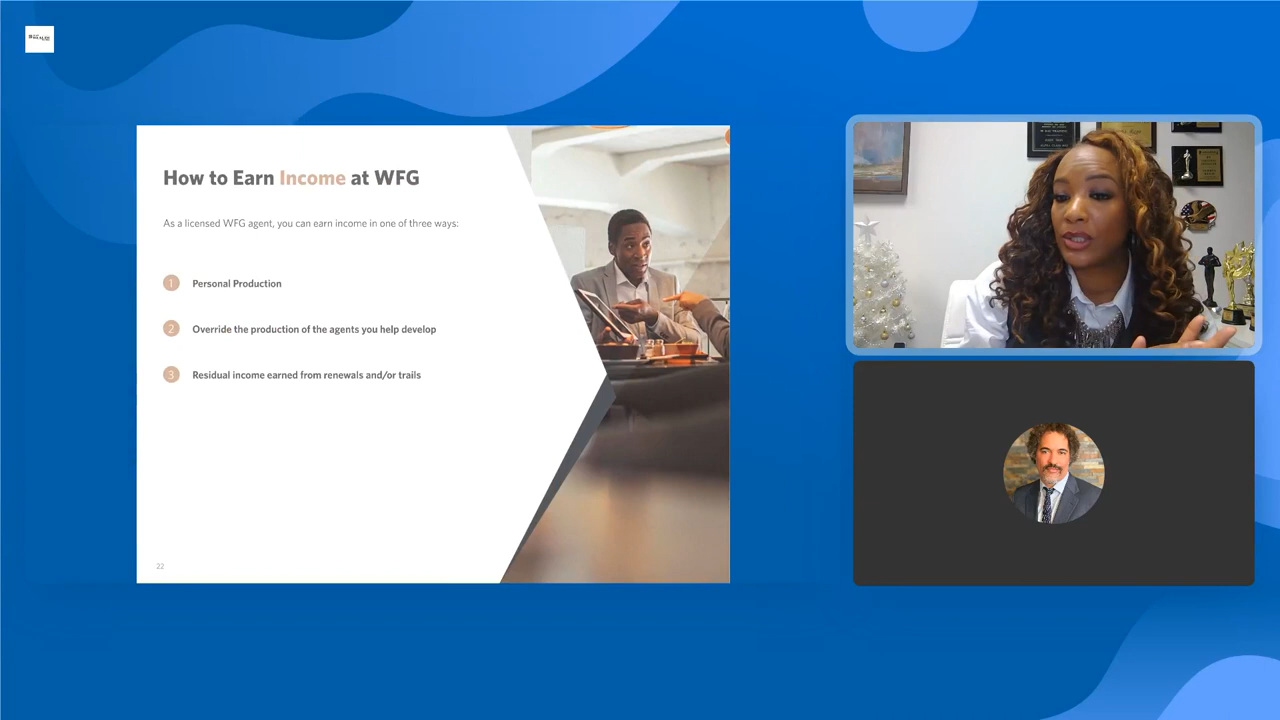 How to Earn Income at WFG
As a licensed WFG agent, you can earn income in one of three ways:
1 Personal Production
2 Override the production of the agents you help develop
3 Residual income earned from renewals and/or trails
22